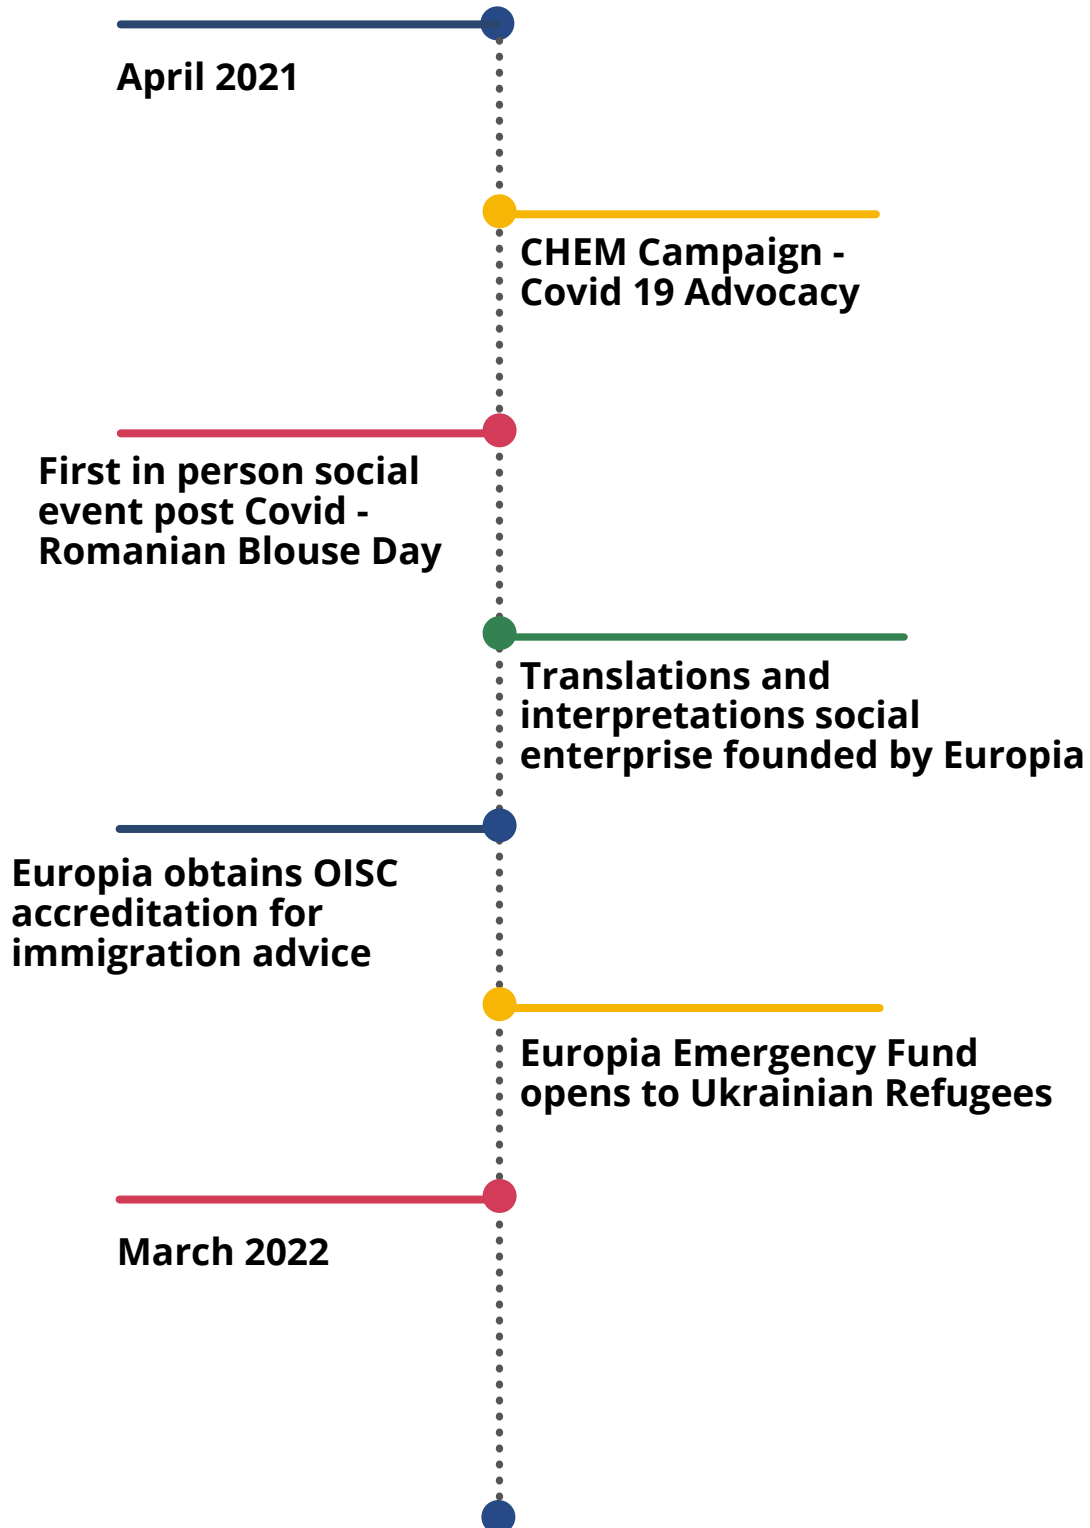 April 2021
CHEM Campaign -
Covid 19 Advocacy
First in person social
event post Covid -
Romanian Blouse Day
Translations and
interpretations social
enterprise founded by Europia
Europia obtains OISC
accreditation for
immigration advice
Europia Emergency Fund
opens to Ukrainian Refugees
March 2022